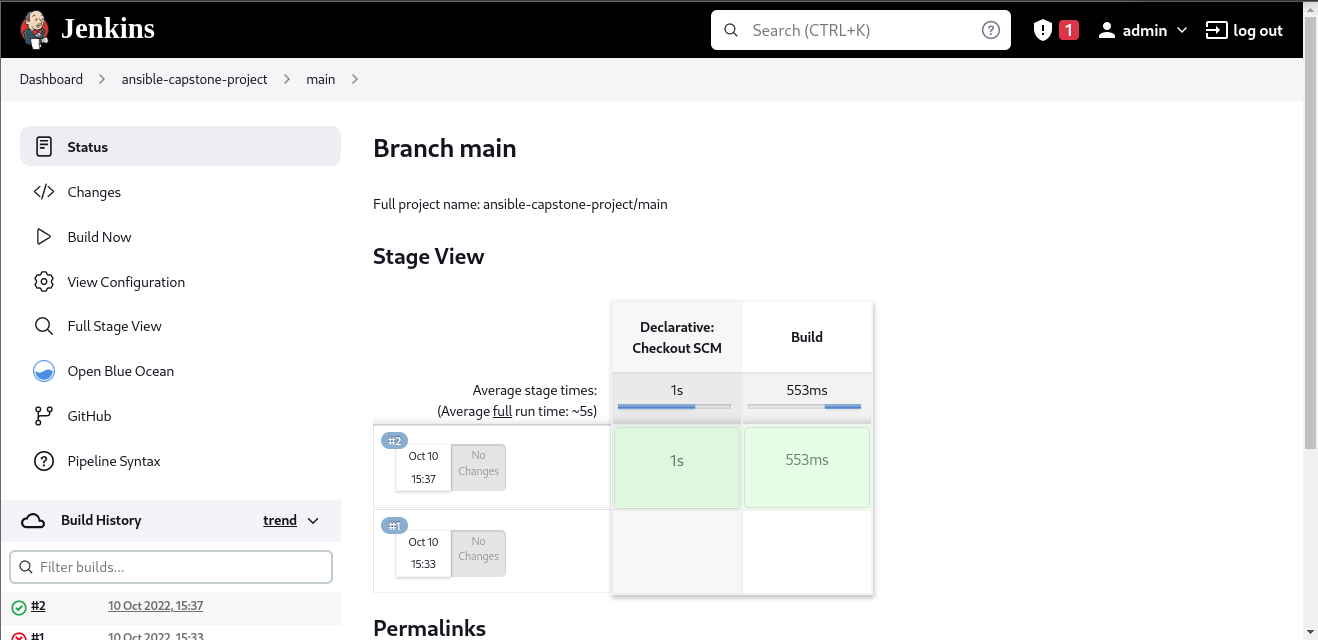 Jenkins
Search (CTRL+K)
1
admin
log out
Dashboard
ansible-capstone-project
main
Status
Changes
Build Now
View Configuration
Full Stage View
Open Blue Ocean
GitHub
Pipeline Syntax
Build History
trend
Filter builds...
#2 10 Oct 2022, 15:37
#1 10 Oct 2022, 15:33
Branch main
Full project name: ansible-capstone-project/main
Stage View
Declarative:
Checkout SCM
Build
Average stage times:
(Average full run time: ~5s)
1s
553ms
#2
Oct 10
15:37
No
Changes
1s
553ms
#1
Oct 10
15:33
No
Changes
Permalinks